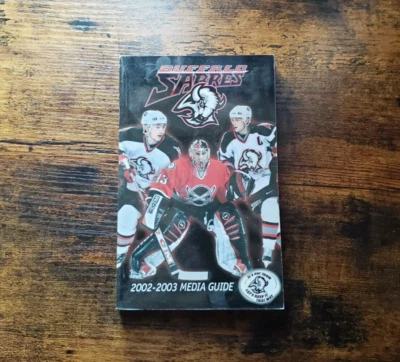 BUFFALO
SABRES
2002-2003 MEDIA GUIDE